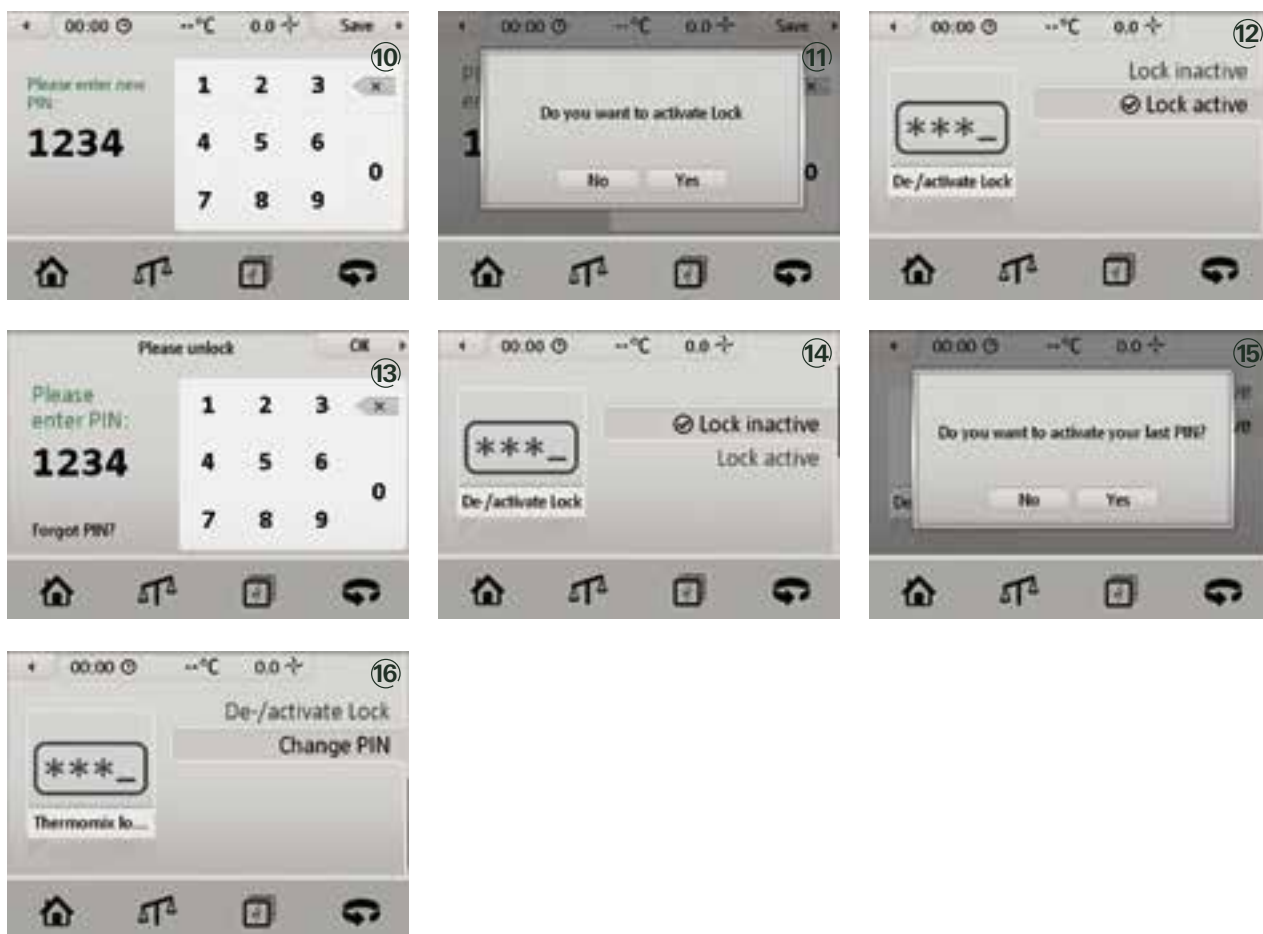 00:00 --°C 0.0 Save
⑩
Please enter new
PIN:
1234
1 2 3
4 5 6
0
7 8 9
00:00 --°C 0.0 Save
⑪
Do you want to activate Lock
No Yes
1
0
00:00 --°C 0.0
⑫
Lock inactive
Lock active
***_
De-/activate Lock
Please unlock OK
⑬
Please
enter PIN:
1234
Forgot PIN?
1 2 3
4 5 6
0
7 8 9
00:00 --°C 0.0
⑭
Lock inactive
Lock active
***_
De-/activate Lock
00:00 --°C 0.0
⑮
Do you want to activate your last PIN?
No Yes
De
00:00 --°C 0.0
⑯
De-/activate Lock
Change PIN
***_
Thermomix lo...